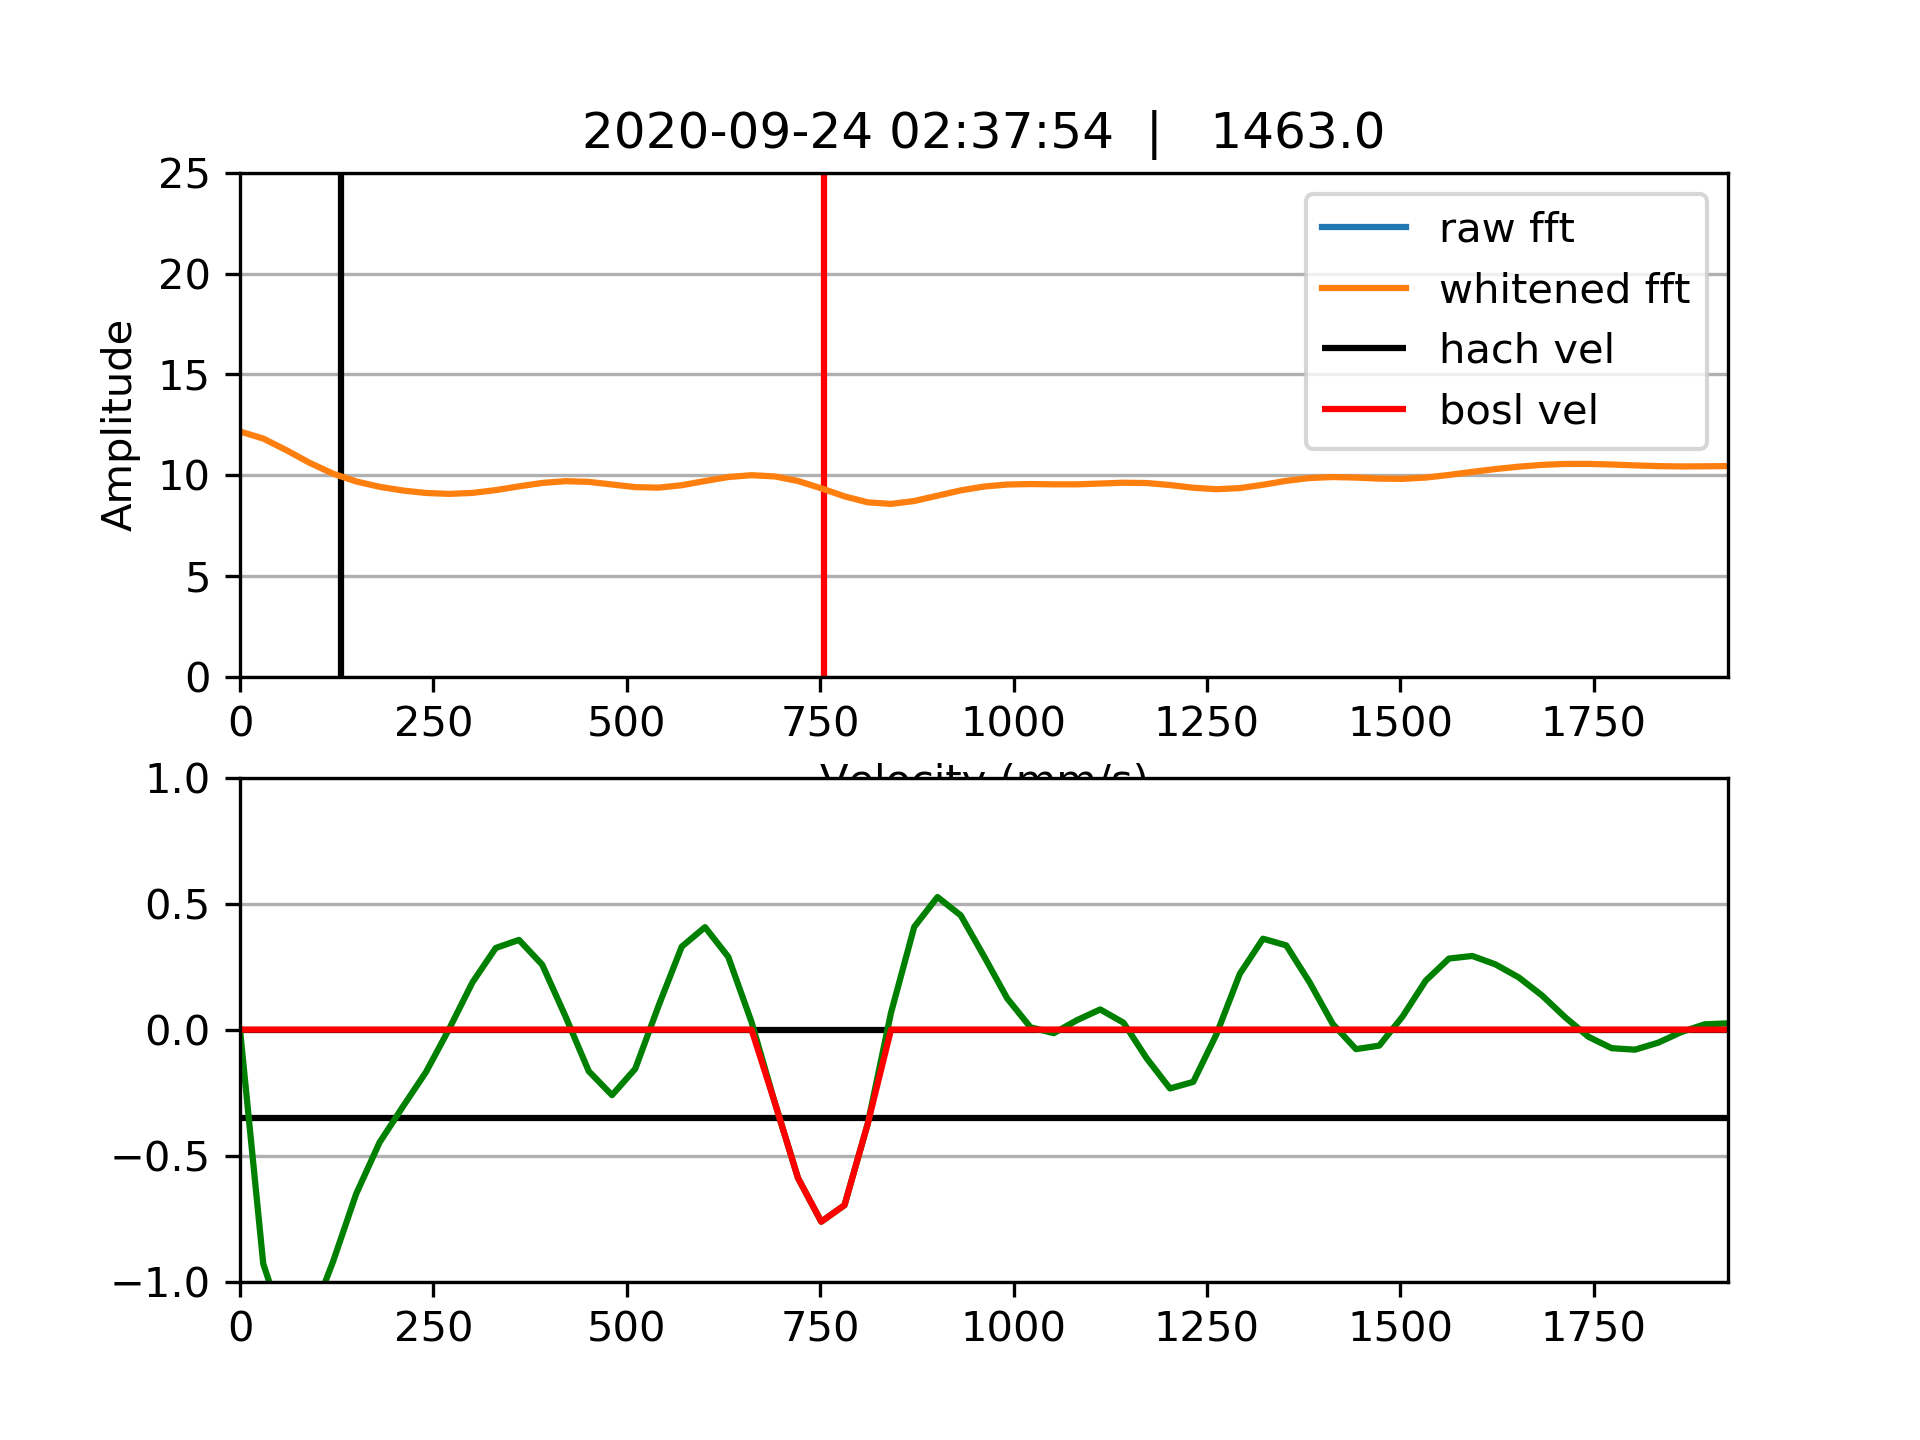 2020-09-24 02:37:54 | 1463.0
25
20
15
10
5
0
Amplitude
raw fft
whitened fft
hach vel
bosl vel
0 250 500 750 1000 1250 1500 1750
Velocity (mm/s)
1.0
0.5
0.0
−0.5
−1.0
0 250 500 750 1000 1250 1500 1750